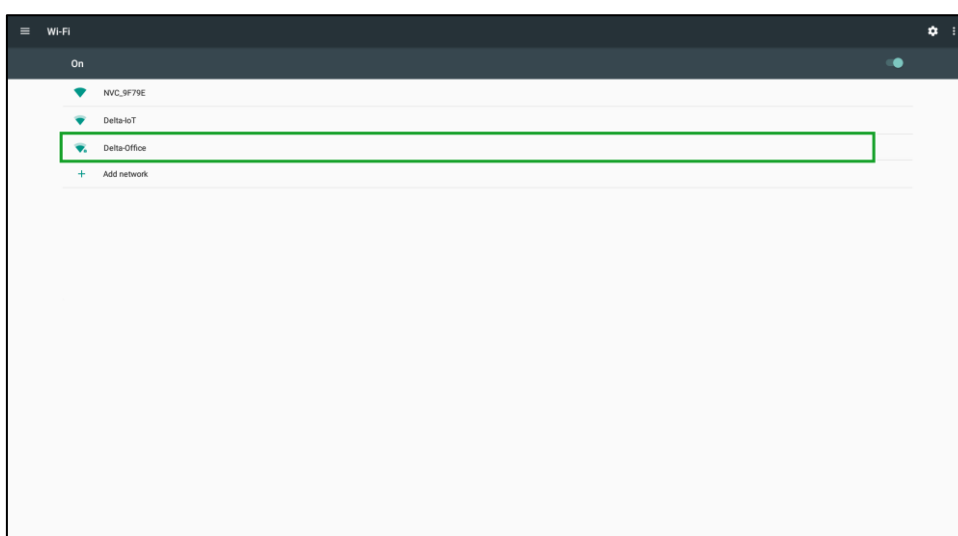 Wi-Fi
On
NVC_9F79E
Delta-IoT
Delta-Office
Add network